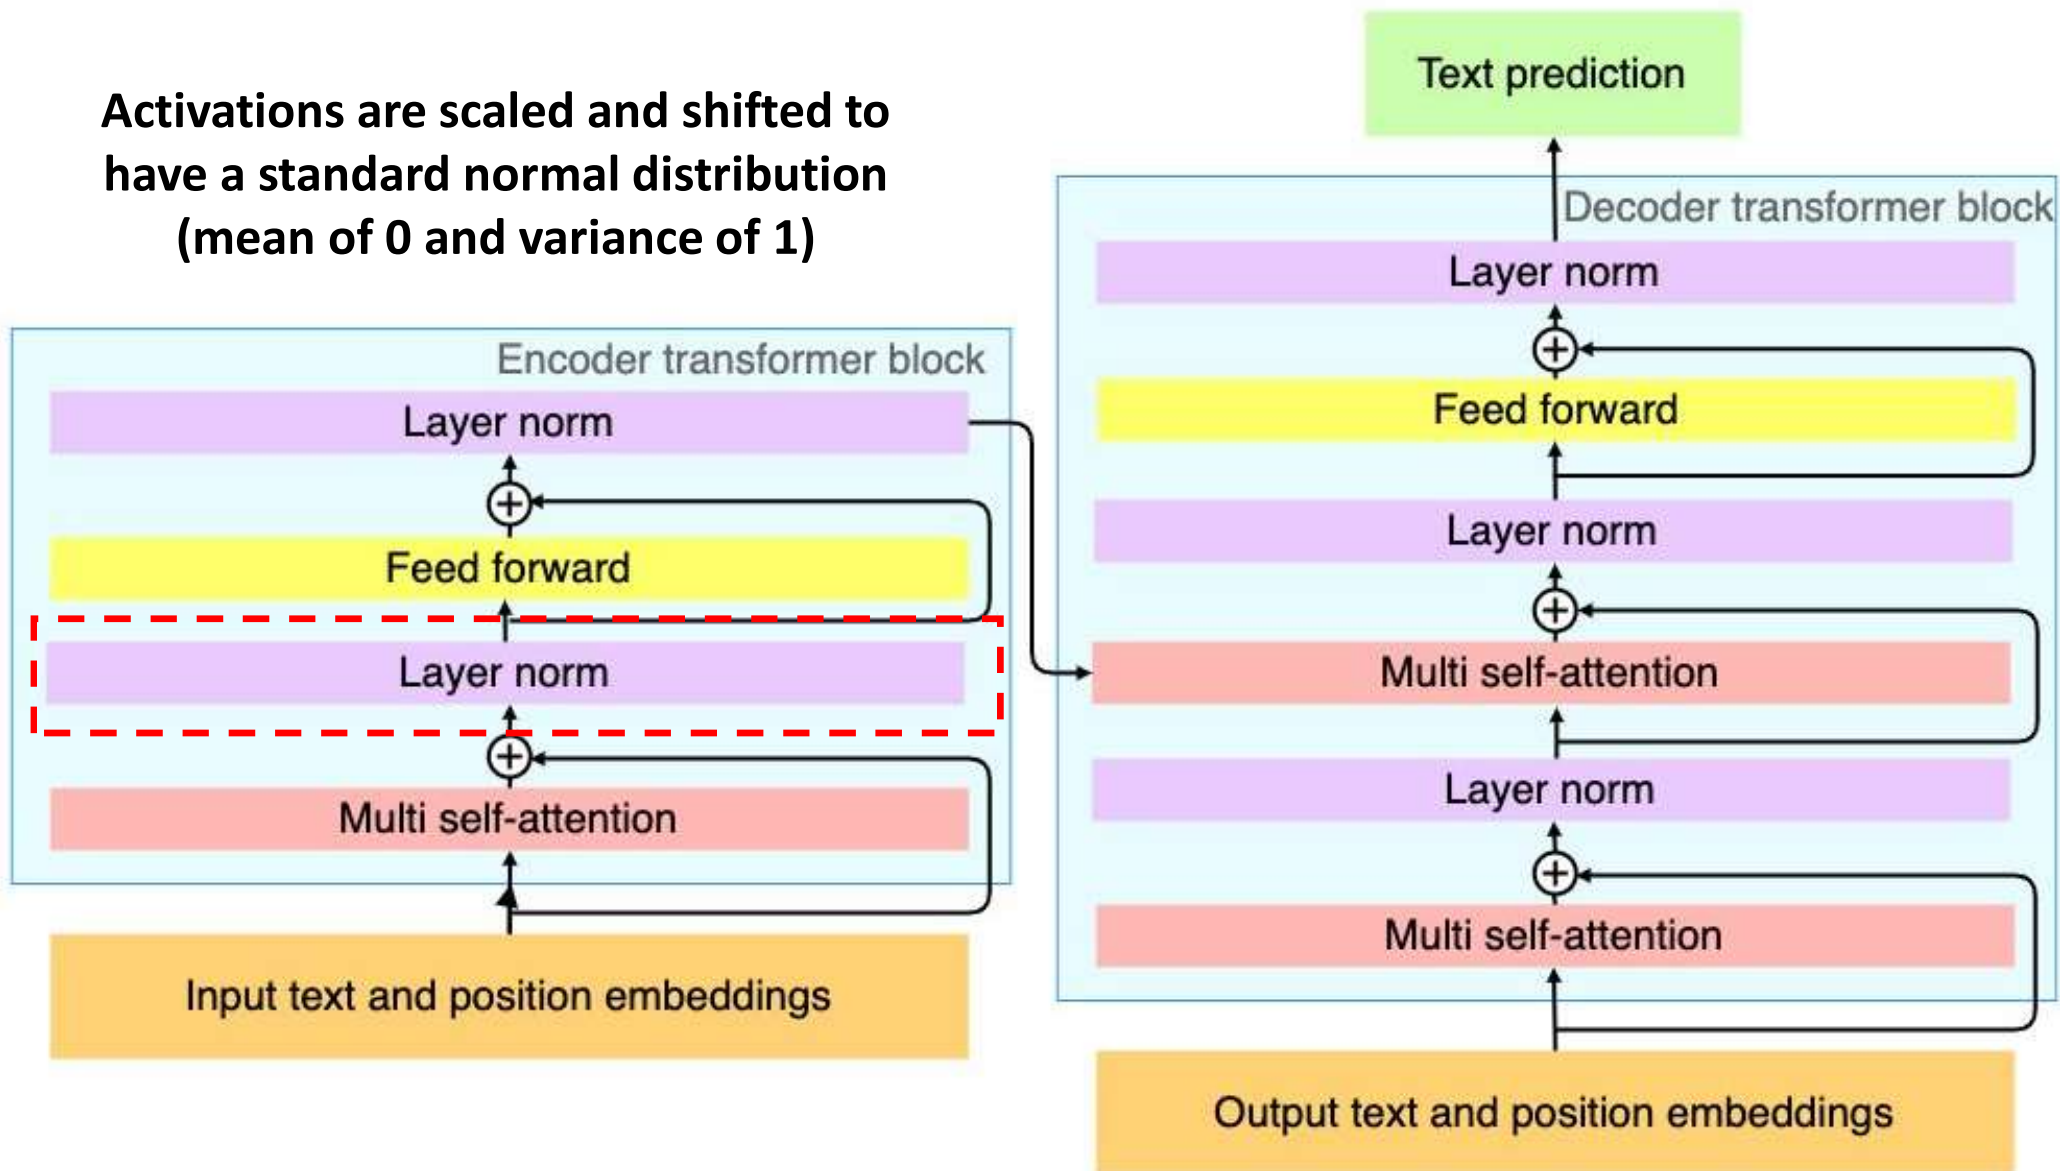 Activations are scaled and shifted to
have a standard normal distribution
(mean of 0 and variance of 1)
Encoder transformer block
Layer norm
Feed forward
Layer norm
Multi self-attention
Input text and position embeddings
Text prediction
Decoder transformer block
Layer norm
Feed forward
Layer norm
Multi self-attention
Layer norm
Multi self-attention
Output text and position embeddings